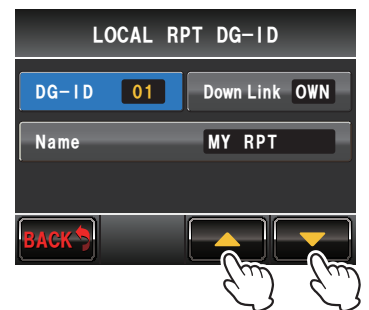 LOCAL RPT DG-ID
DG-ID 01 Down Link OWN
Name MY RPT
BACK